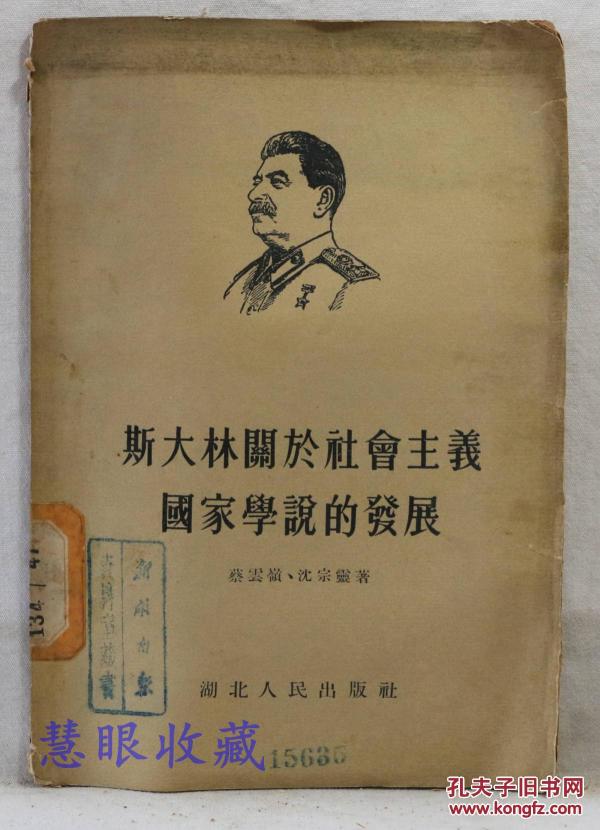 斯大林關於社會主義
國家學說的發展
蔡雲嶺、沈宗靈著
湖北人民出版社
15635
慧眼收藏
孔夫子旧书网
www.kongfz.com